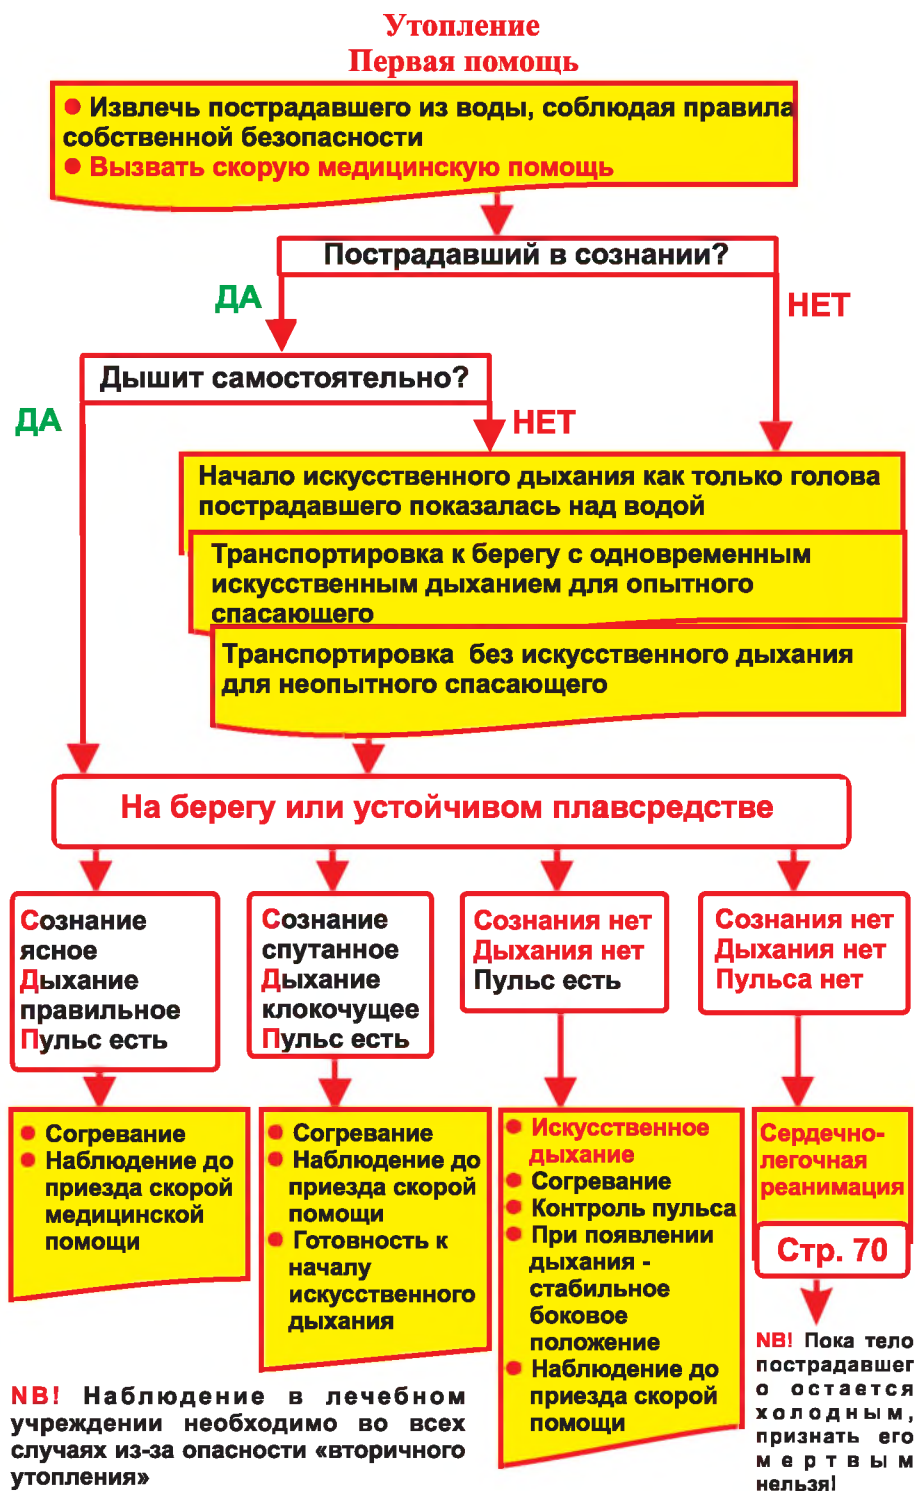 Утопление
Первая помощь
● Извлечь пострадавшего из воды, соблюдая правила
собственной безопасности
● Вызвать скорую медицинскую помощь
Пострадавший в сознании?
ДА
НЕТ
Дышит самостоятельно?
ДА
НЕТ
Начало искусственного дыхания как только голова
пострадавшего показалась над водой
Транспортировка к берегу с одновременным
искусственным дыханием для опытного
спасающего
Транспортировка без искусственного дыхания
для неопытного спасающего
На берегу или устойчивом плавсредстве
Сознание
ясное
Дыхание
правильное
Пульс есть
Сознание
спутанное
Дыхание
клокочущее
Пульс есть
Сознания нет
Дыхания нет
Пульс есть
Сознания нет
Дыхания нет
Пульса нет
● Согревание
● Наблюдение до
приезда скорой
медицинской
помощи
● Согревание
● Наблюдение до
приезда скорой
помощи
● Готовность к
началу
искусственного
дыхания
● Искусственное
дыхание
● Согревание
● Контроль пульса
● При появлении
дыхания -
стабильное
боковое
положение
● Наблюдение до
приезда скорой
помощи
Сердечно-
легочная
реанимация
Стр. 70
NB! Пока тело
пострадавшег
о остается
холодным,
признать его
мертвым
нельзя!
NB! Наблюдение в лечебном
учреждении необходимо во всех
случаях из-за опасности «вторичного
утопления»